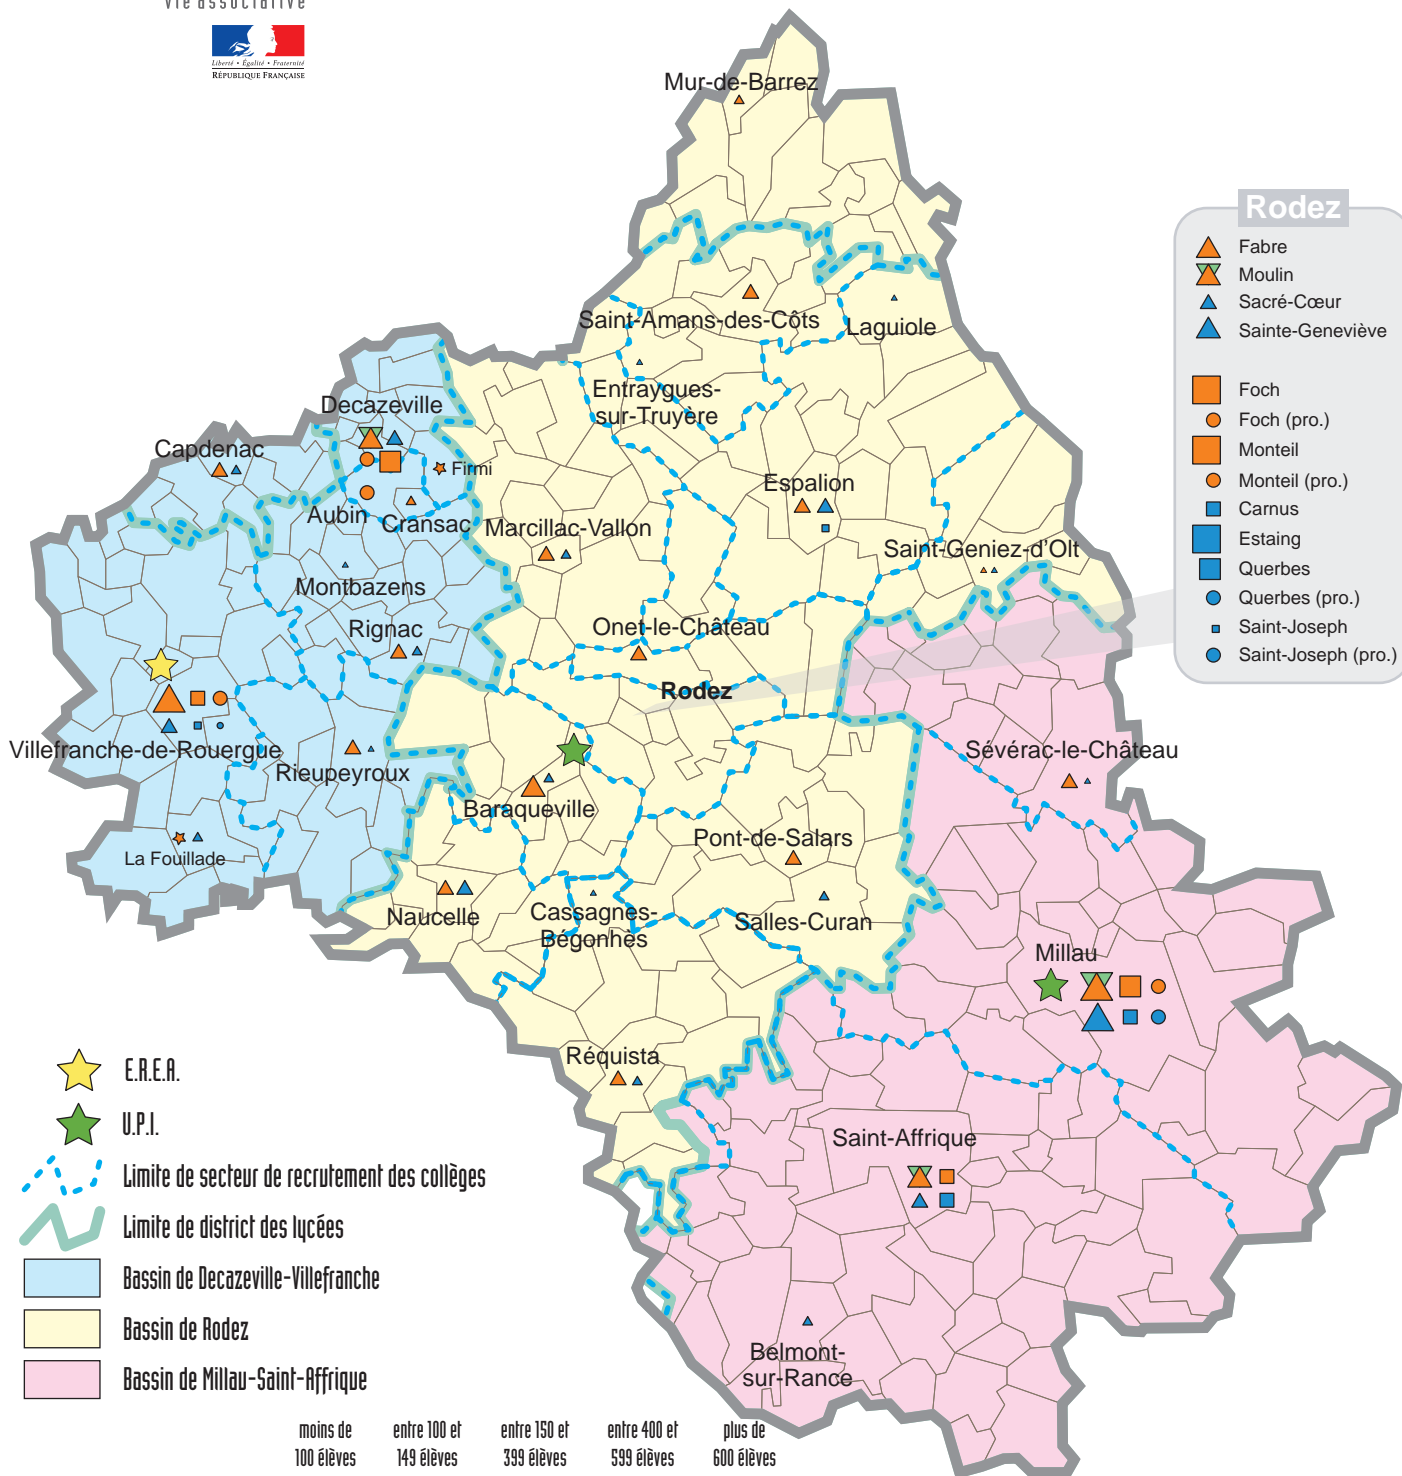 Vie associative
Liberté • Égalité • Fraternité
RÉPUBLIQUE FRANÇAISE
Mur-de-Barrez
Rodez
Fabre
Moulin
Sacré-Cœur
Sainte-Geneviève
Foch
Foch (pro.)
Monteil
Monteil (pro.)
Carnus
Estaing
Querbes
Querbes (pro.)
Saint-Joseph
Saint-Joseph (pro.)
Saint-Amans-des-Côts
Laguiole
Entraygues-
sur-Truyère
Decazeville
Capdenac
Firmi
Aubin
Cransac
Espalion
Marcillac-Vallon
Saint-Geniez-d'Olt
Montbazens
Rignac
Onet-le-Château
Rodez
Villefranche-de-Rouergue
Rieupeyroux
Sévérac-le-Château
Baraqueville
Pont-de-Salars
La Fouillade
Naucelle
Cassagnes-
Bégonhès
Salles-Curan
Millau
Réquista
Saint-Affrique
Belmont-
sur-Rance
E.R.E.A.
U.P.I.
Limite de secteur de recrutement des collèges
Limite de district des lycées
Bassin de Decazeville-Villefranche
Bassin de Rodez
Bassin de Millau-Saint-Affrique
moins de
100 élèves
entre 100 et
149 élèves
entre 150 et
399 élèves
entre 400 et
599 élèves
plus de
600 élèves